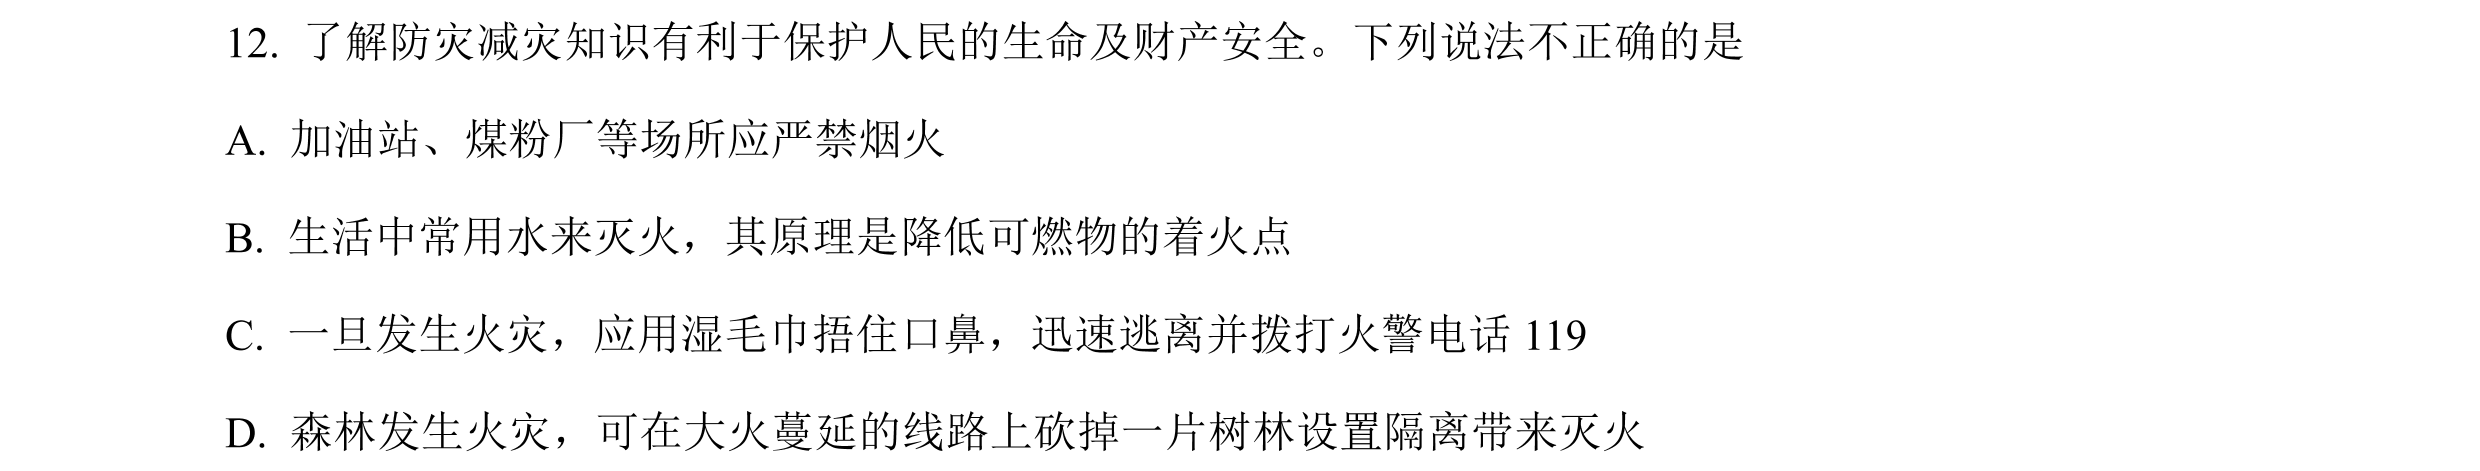 12. 了解防灾减灾知识有利于保护人民的生命及财产安全。下列说法不正确的是
A. 加油站、煤粉厂等场所应严禁烟火
B. 生活中常用水来灭火，其原理是降低可燃物的着火点
C. 一旦发生火灾，应用湿毛巾捂住口鼻，迅速逃离并拨打火警电话 119
D. 森林发生火灾，可在大火蔓延的线路上砍掉一片树林设置隔离带来灭火